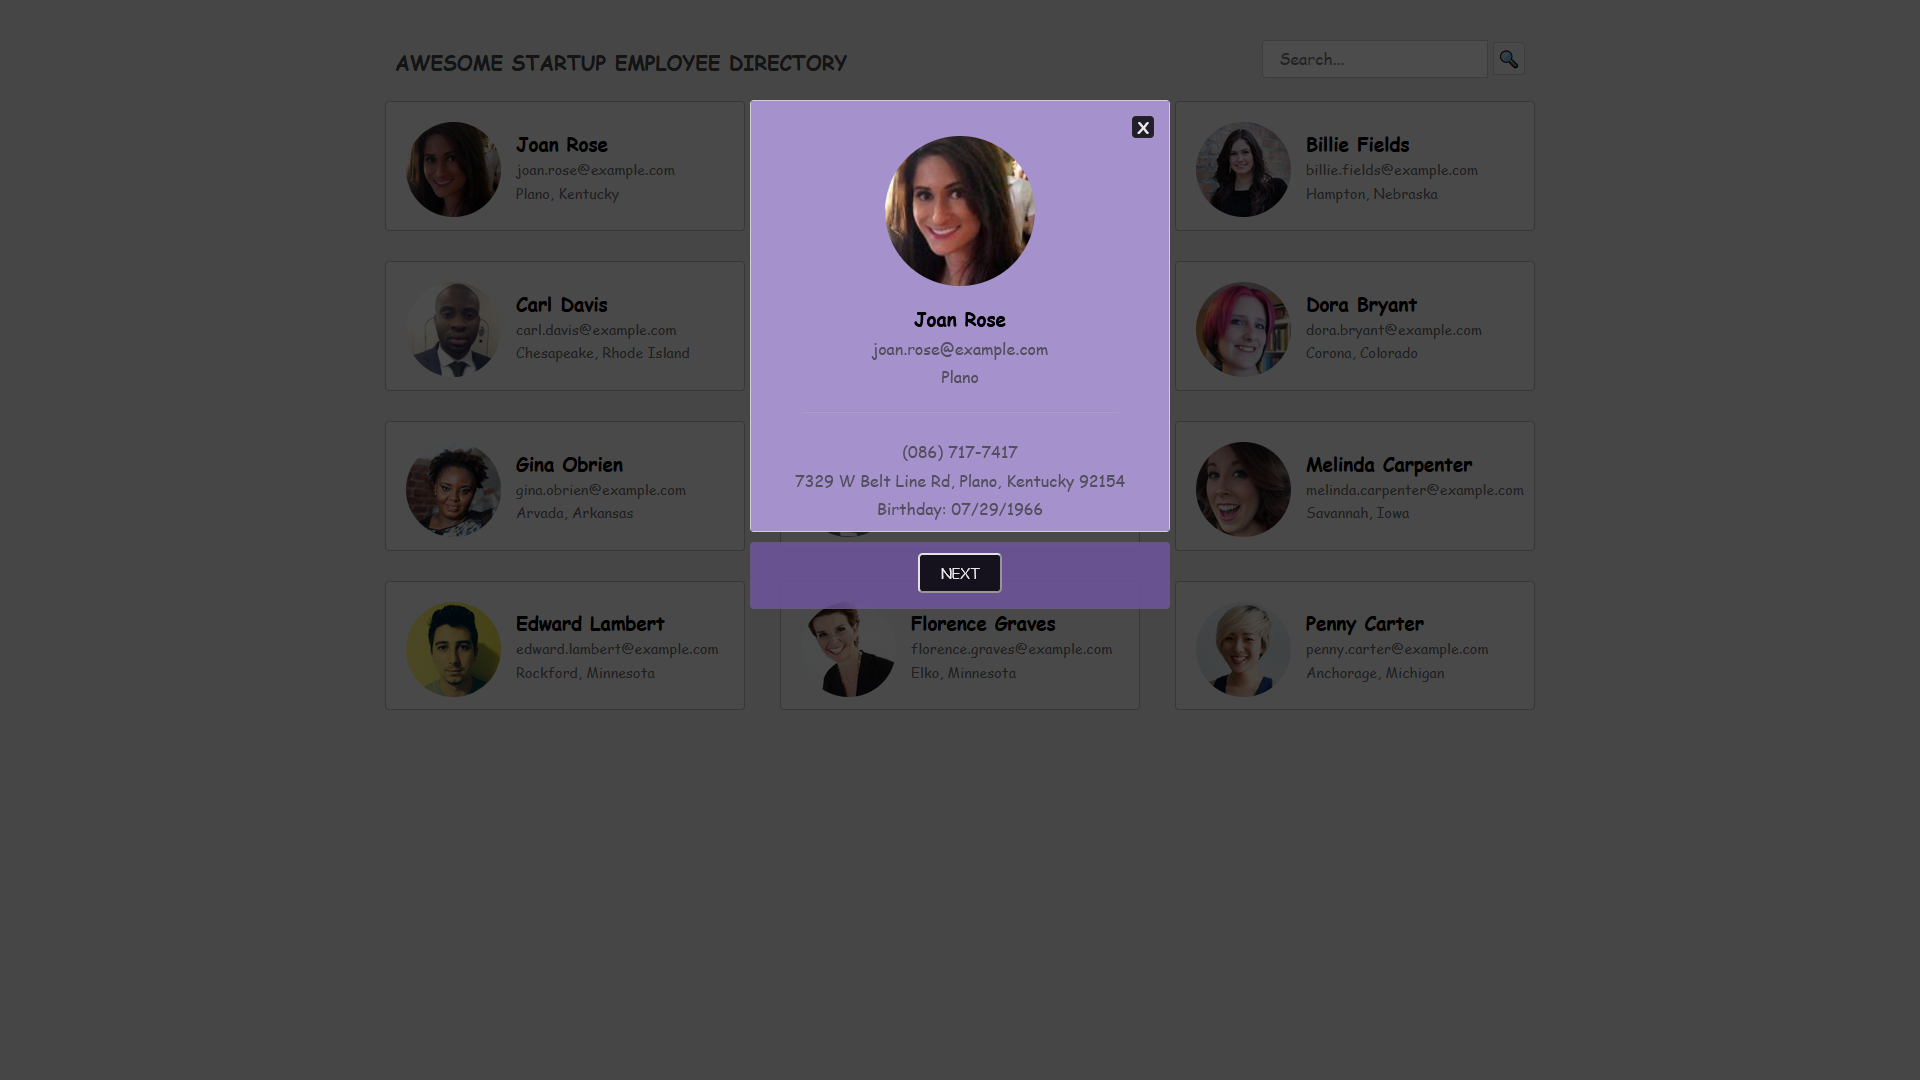 AWESOME STARTUP EMPLOYEE DIRECTORY
Search...
Joan Rose
joan.rose@example.com
Plano, Kentucky
Billie Fields
billie.fields@example.com
Hampton, Nebraska
Carl Davis
carl.davis@example.com
Chesapeake, Rhode Island
Dora Bryant
dora.bryant@example.com
Corona, Colorado
Gina Obrien
gina.obrien@example.com
Arvada, Arkansas
Melinda Carpenter
melinda.carpenter@example.com
Savannah, Iowa
Edward Lambert
edward.lambert@example.com
Rockford, Minnesota
Florence Graves
florence.graves@example.com
Elko, Minnesota
Penny Carter
penny.carter@example.com
Anchorage, Michigan
X
Joan Rose
joan.rose@example.com
Plano
(086) 717-7417
7329 W Belt Line Rd, Plano, Kentucky 92154
Birthday: 07/29/1966
NEXT